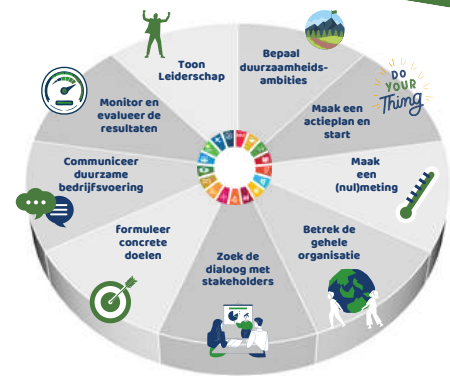 Toon
Leiderschap
Bepaal
duurzaamheids-
ambities
DO
YOUR
Thing
Maak een
actieplan en
start
Maak
een
(nul)meting
Betrek de
gehele
organisatie
Zoek de
dialoog met
stakeholders
formuleer
concrete
doelen
Communiceer
duurzame
bedrijfsvoering
Monitor en
evalueer de
resultaten